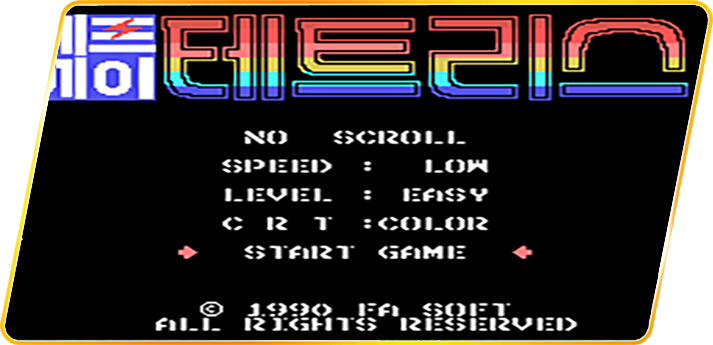 테트리스
NO SCROLL
SPEED : LOW
LEVEL : EASY
C R T :COLOR
START GAME
© 1990 FA SOFT
ALL RIGHTS RESERVED